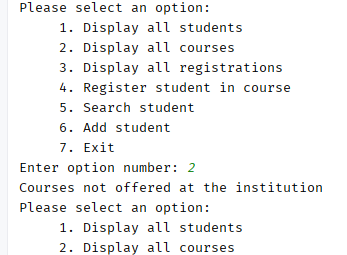 Please select an option:
1. Display all students
2. Display all courses
3. Display all registrations
4. Register student in course
5. Search student
6. Add student
7. Exit
Enter option number: 2
Courses not offered at the institution
Please select an option:
1. Display all students
2. Display all courses